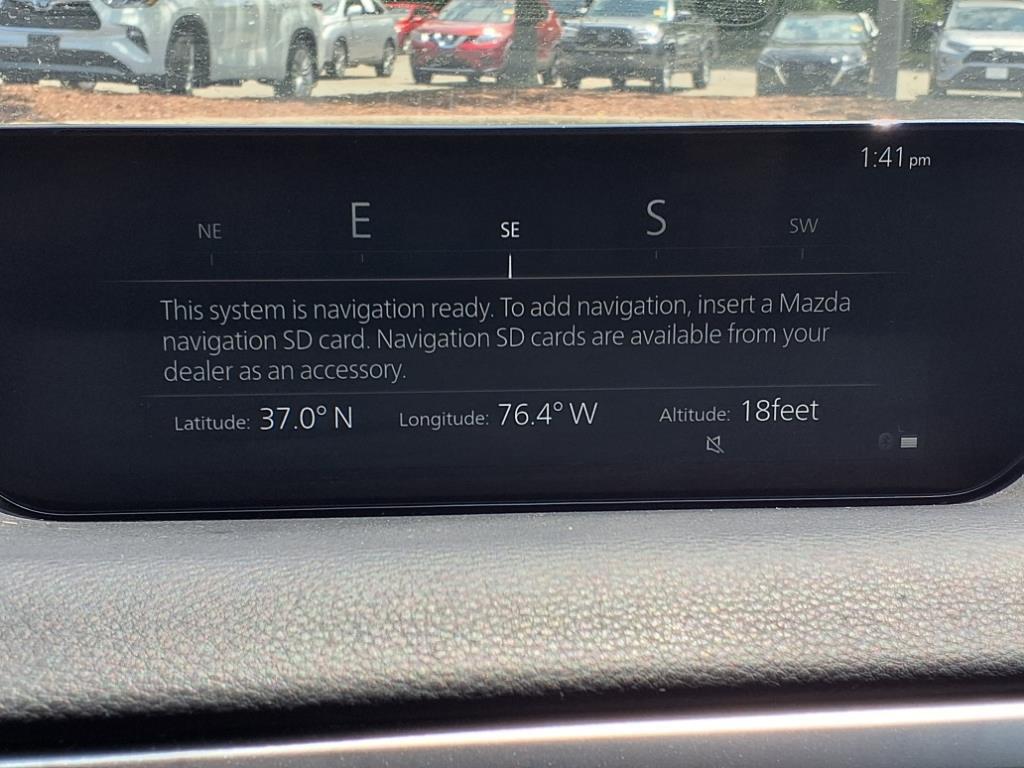 1:41 pm
NE E SE S SW
This system is navigation ready. To add navigation, insert a Mazda
navigation SD card. Navigation SD cards are available from your
dealer as an accessory.
Latitude: 37.0° N Longitude: 76.4° W Altitude: 18feet